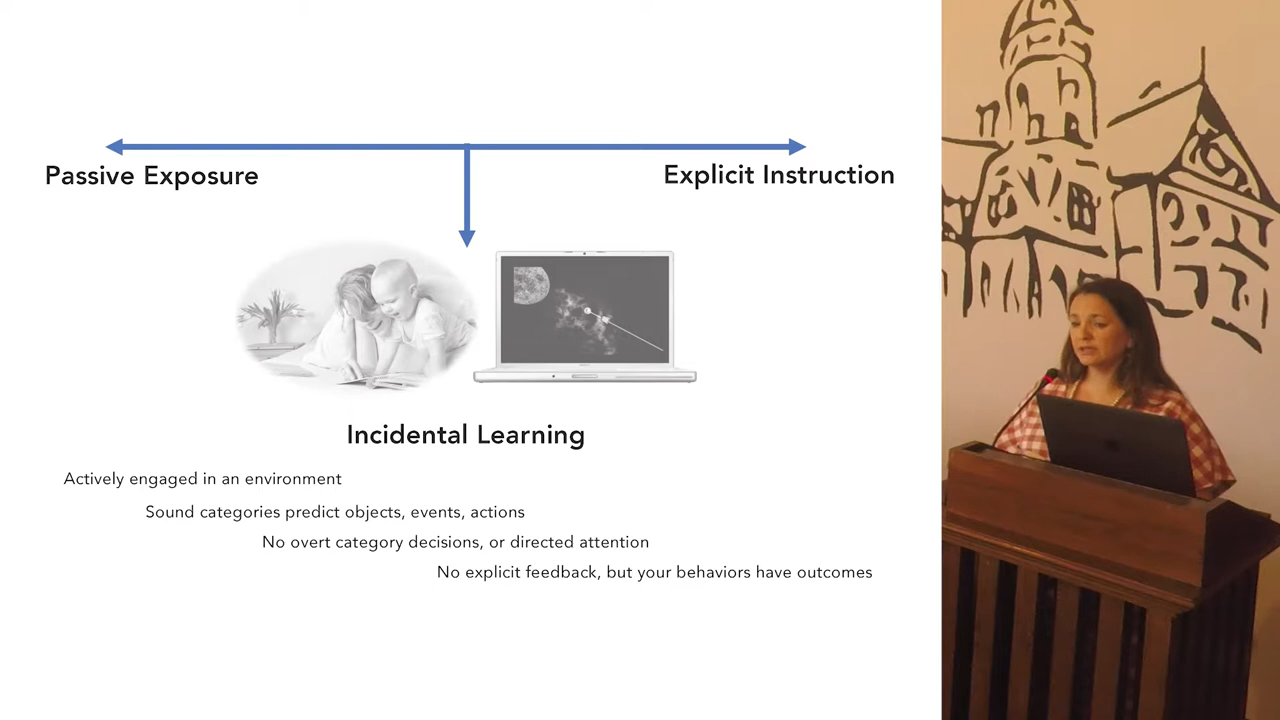 Passive Exposure
Explicit Instruction
Incidental Learning
Actively engaged in an environment
Sound categories predict objects, events, actions
No overt category decisions, or directed attention
No explicit feedback, but your behaviors have outcomes